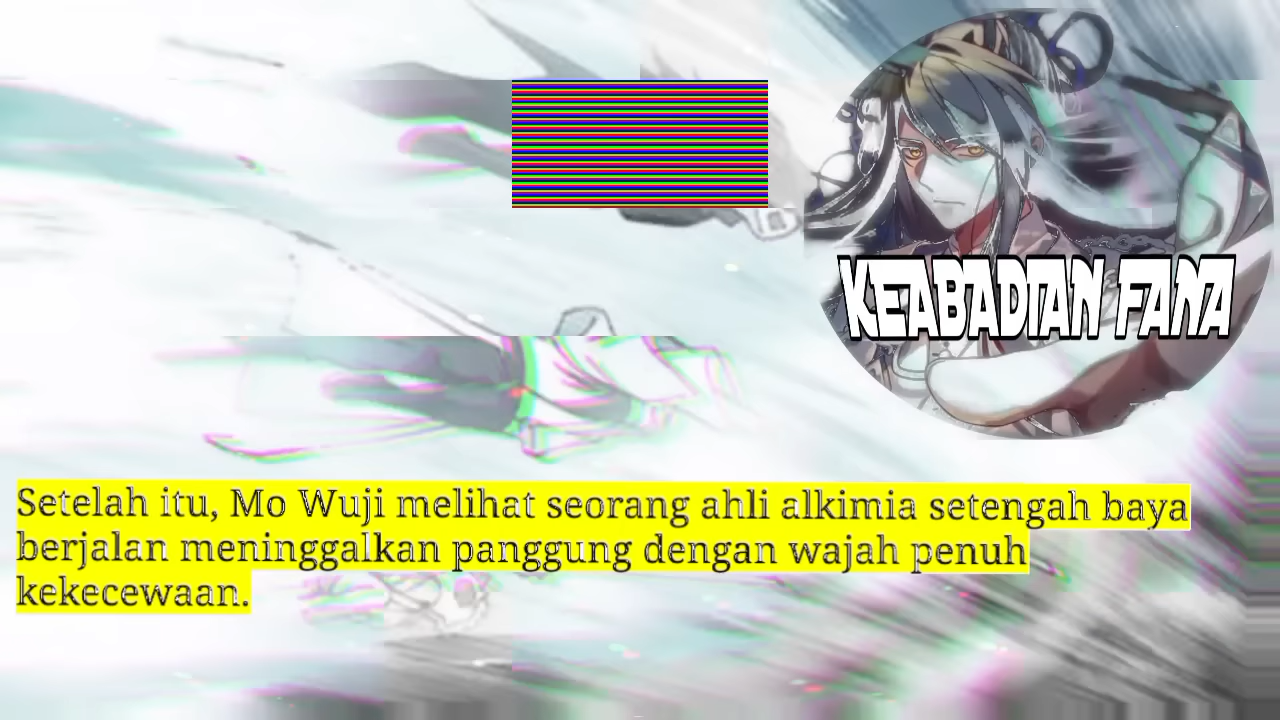 KEABADIAN FANA
Setelah itu, Mo Wuji melihat seorang ahli alkimia setengah baya
berjalan meninggalkan panggung dengan wajah penuh
kekecewaan.